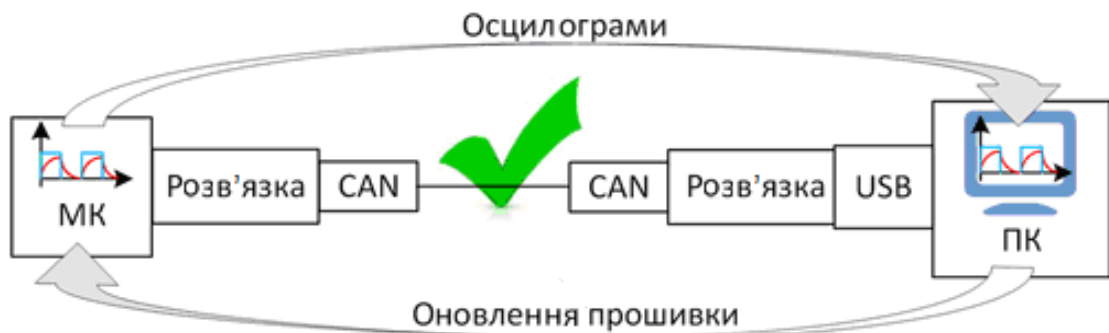 Осцилограми
МК
Розв’язка
CAN
CAN
Розв’язка
USB
ПК
Оновлення прошивки